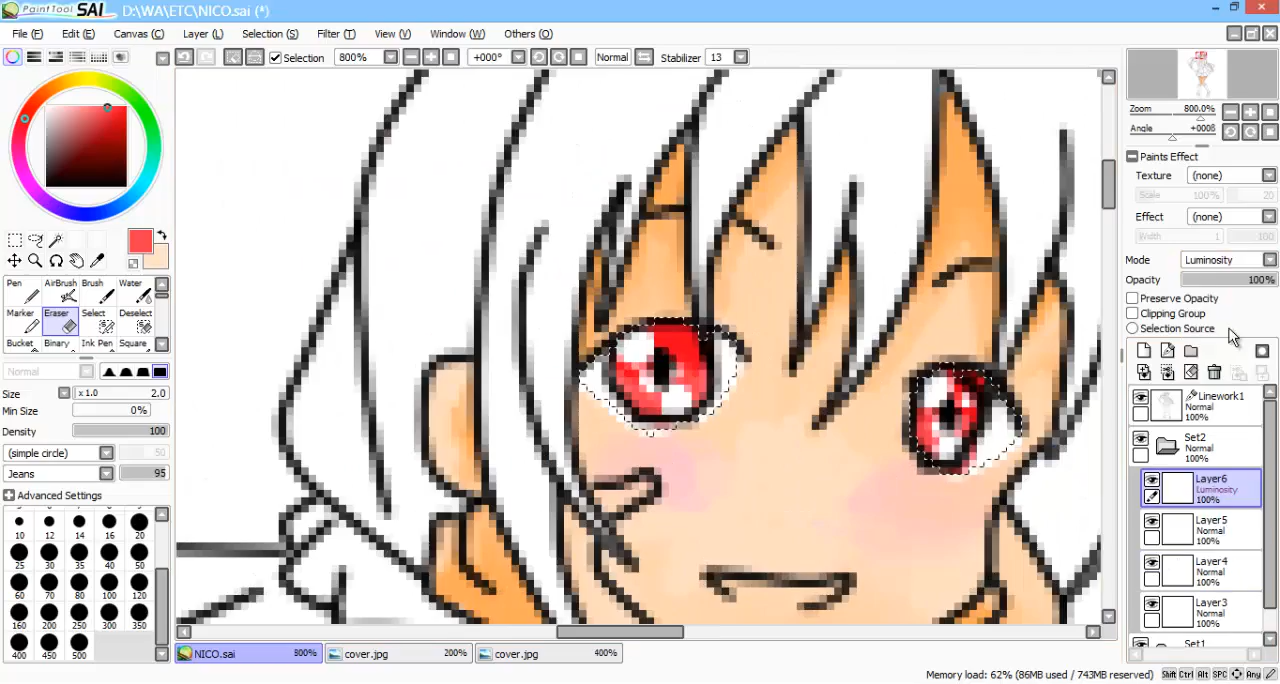 PaintTool SAI D:\WA\ETC\NICO.sai (*)
File (F) Edit (E) Canvas (C) Layer (L) Selection (S) Filter (T) View (V) Window (W) Others (O)
Selection 800% +000° Normal Stabilizer 13
Zoom 800.0%
Angle +0008
Paints Effect
Texture (none)
Scale 100% 20
Effect (none)
Width 1 100
Mode Luminosity
Opacity 100%
Preserve Opacity
Clipping Group
Selection Source
Pen AirBrush Brush Water
Marker Eraser Select Deselect
Bucket Binary Ink Pen Square
Normal
Size x 1.0 2.0
Min Size 0%
Density 100
(simple circle) 50
Jeans 95
Advanced Settings
10 12 14 16 20
25 30 35 40 50
60 70 80 100 120
160 200 250 300 350
400 450 500
Linework1
Normal
100%
Set2
Normal
100%
Layer6
Luminosity
100%
Layer5
Normal
100%
Layer4
Normal
100%
Layer3
Normal
100%
Set1
NICO.sai 800% cover.jpg 200% cover.jpg 400%
Memory load: 62% (86MB used / 743MB reserved) Shift Ctrl Alt SPC Any